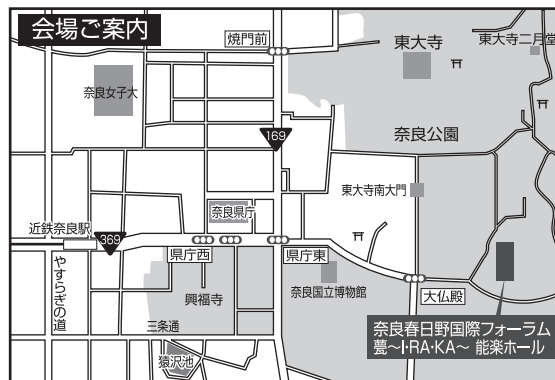 会場ご案内
焼門前
東大寺
東大寺二月堂
奈良女子大
奈良公園
169
東大寺南大門
奈良県庁
近鉄奈良駅
369
県庁西
県庁東
やすらぎの道
興福寺
奈良国立博物館
大仏殿
三条通
猿沢池
奈良春日野国際フォーラム
甍〜I・RA・KA〜 能楽ホール